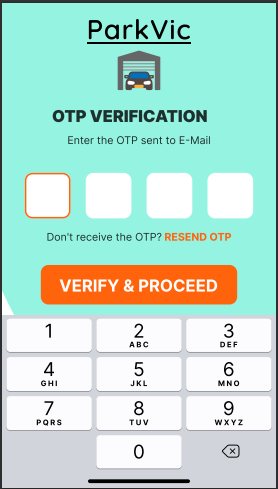 ParkVic
OTP VERIFICATION
Enter the OTP sent to E-Mail
Don't receive the OTP? RESEND OTP
VERIFY & PROCEED
1 2 3
ABC DEF
4 5 6
GHI JKL MNO
7 8 9
PQRS TUV WXYZ
0